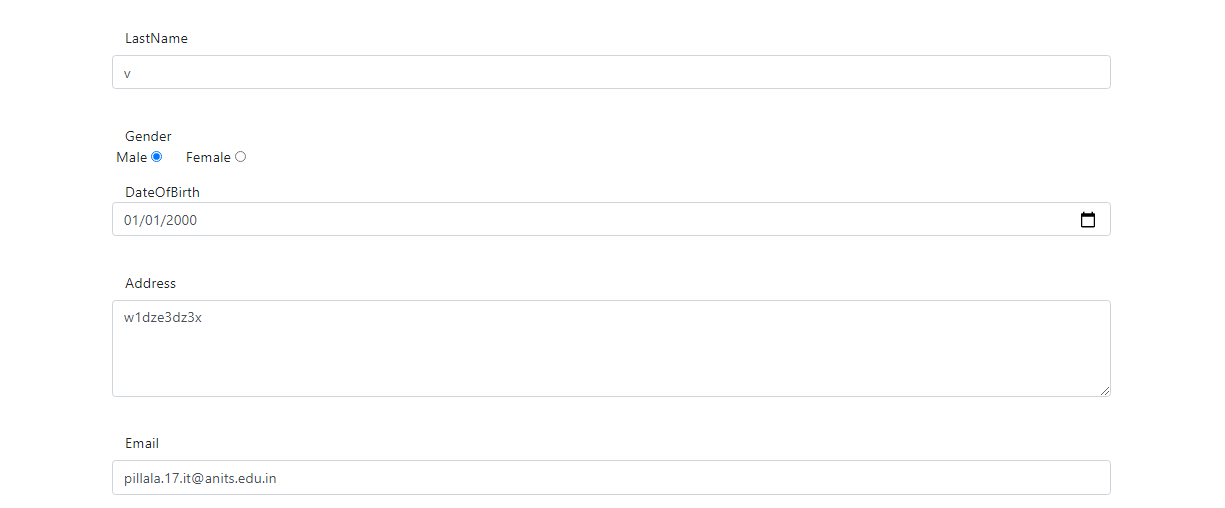 LastName
v
Gender
Male Female
DateOfBirth
01/01/2000
Address
w1dze3dz3x
Email
pillala.17.it@anits.edu.in